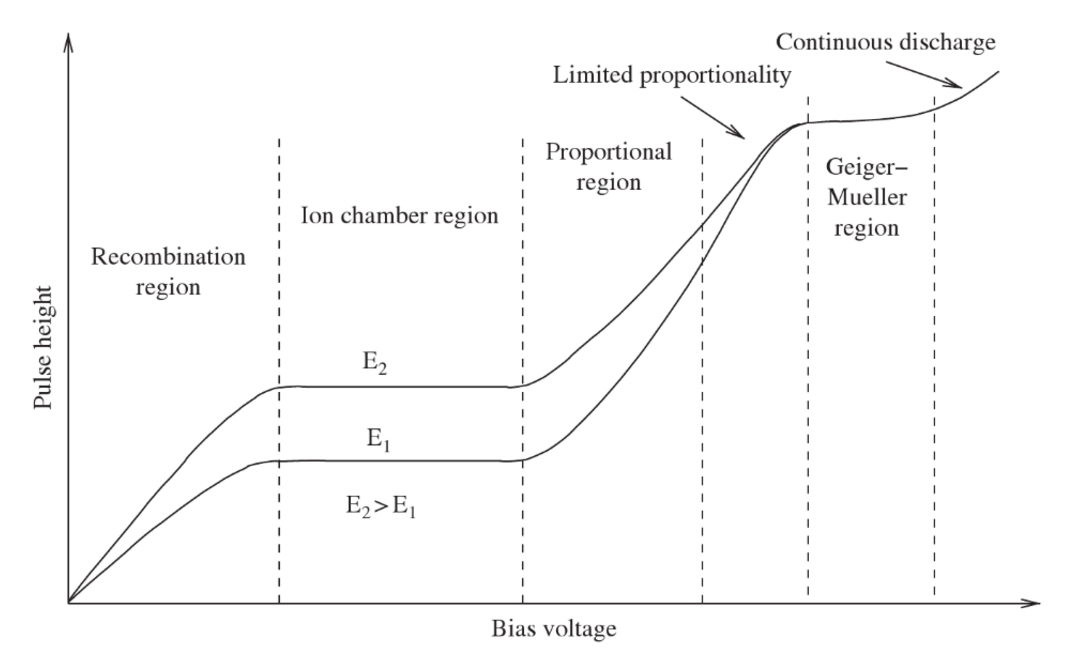 Continuous discharge
Limited proportionality
Proportional
region
Geiger–
Mueller
region
Ion chamber region
Recombination
region
E₂
E₁
E₂>E₁
Pulse height
Bias voltage